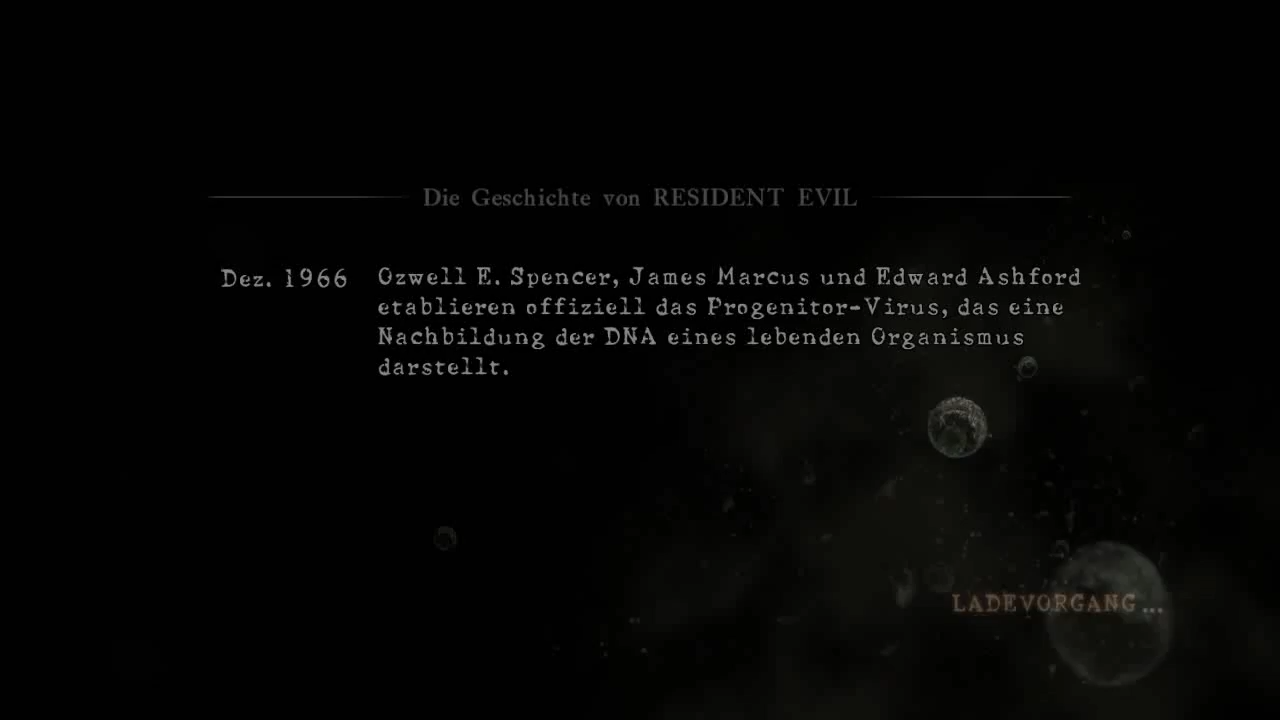 Die Geschichte von RESIDENT EVIL
Dez. 1966 Ozwell E. Spencer, James Marcus und Edward Ashford
etablieren offiziell das Progenitor-Virus, das eine
Nachbildung der DNA eines lebenden Organismus
darstellt.
LADEVORGANG...